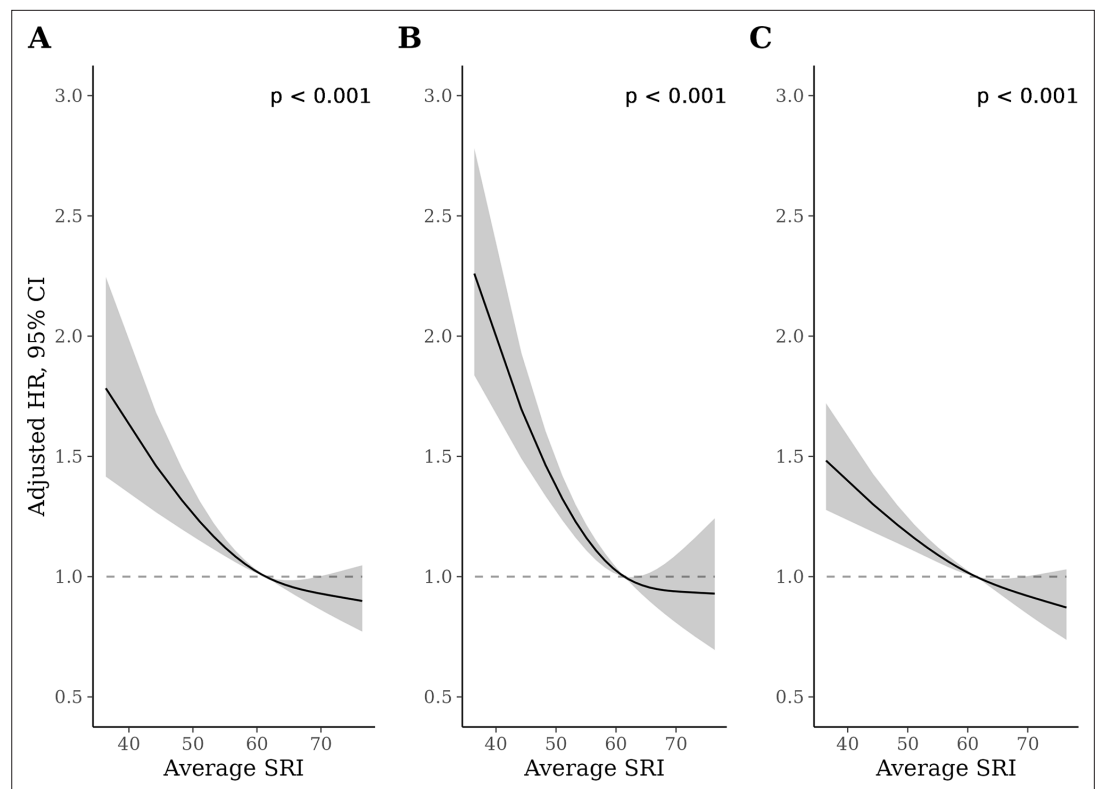 A B C
Adjusted HR, 95% CI
p < 0.001 p < 0.001 p < 0.001
3.0 3.0 3.0
2.5 2.5 2.5
2.0 2.0 2.0
1.5 1.5 1.5
1.0 1.0 1.0
0.5 0.5 0.5
40 50 60 70 40 50 60 70 40 50 60 70
Average SRI Average SRI Average SRI